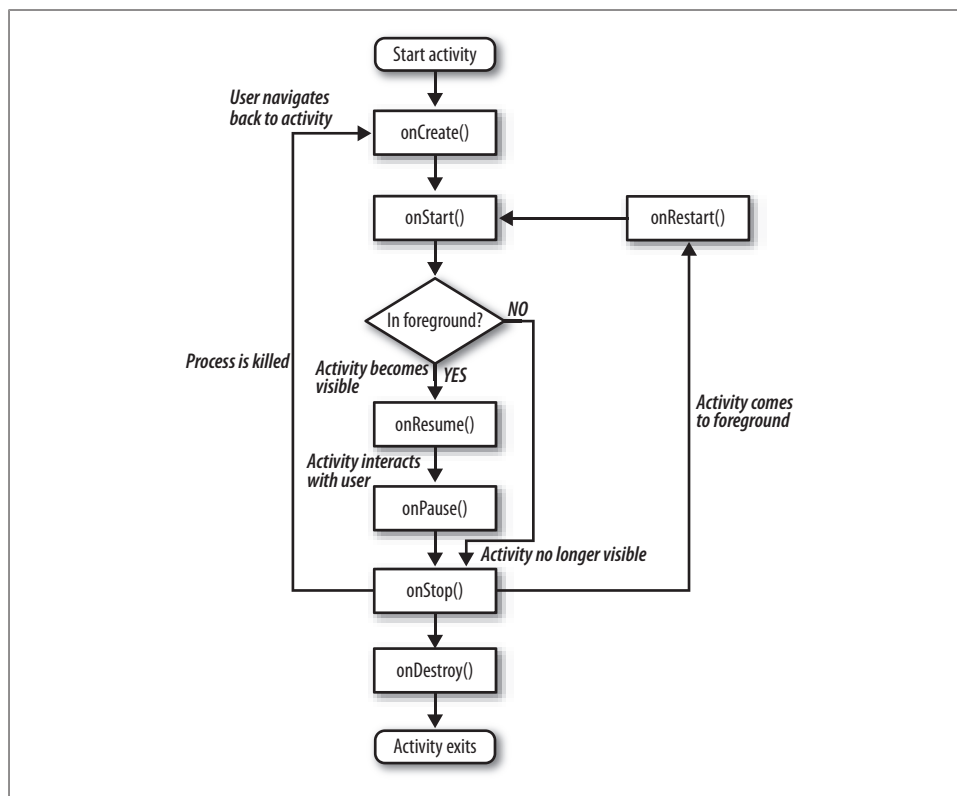 Start activity
User navigates
back to activity
onCreate()
onStart()
onRestart()
In foreground?
NO
Process is killed
Activity becomes
visible
YES
Activity comes
to foreground
onResume()
Activity interacts
with user
onPause()
Activity no longer visible
onStop()
onDestroy()
Activity exits